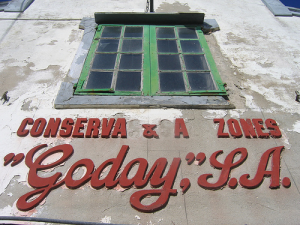 CONSERVA & A ZONES
"Goday," S.A.